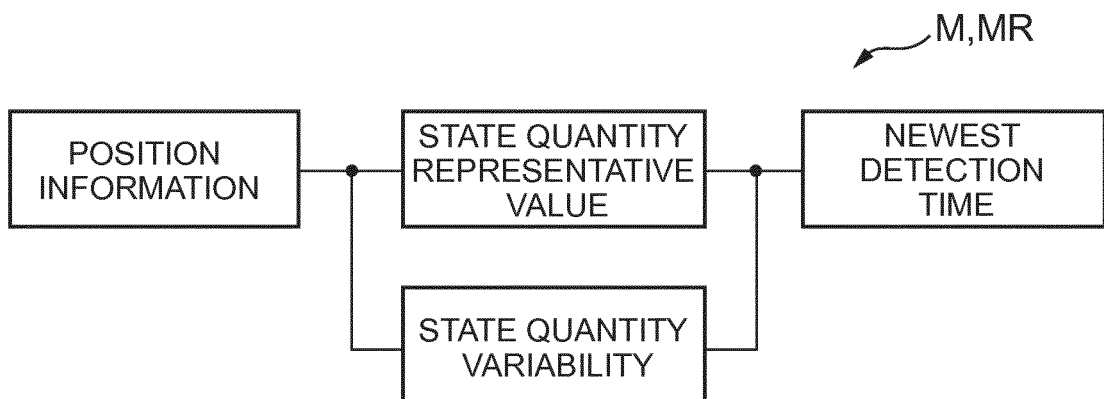 M,MR
POSITION
INFORMATION
STATE QUANTITY
REPRESENTATIVE
VALUE
NEWEST
DETECTION
TIME
STATE QUANTITY
VARIABILITY